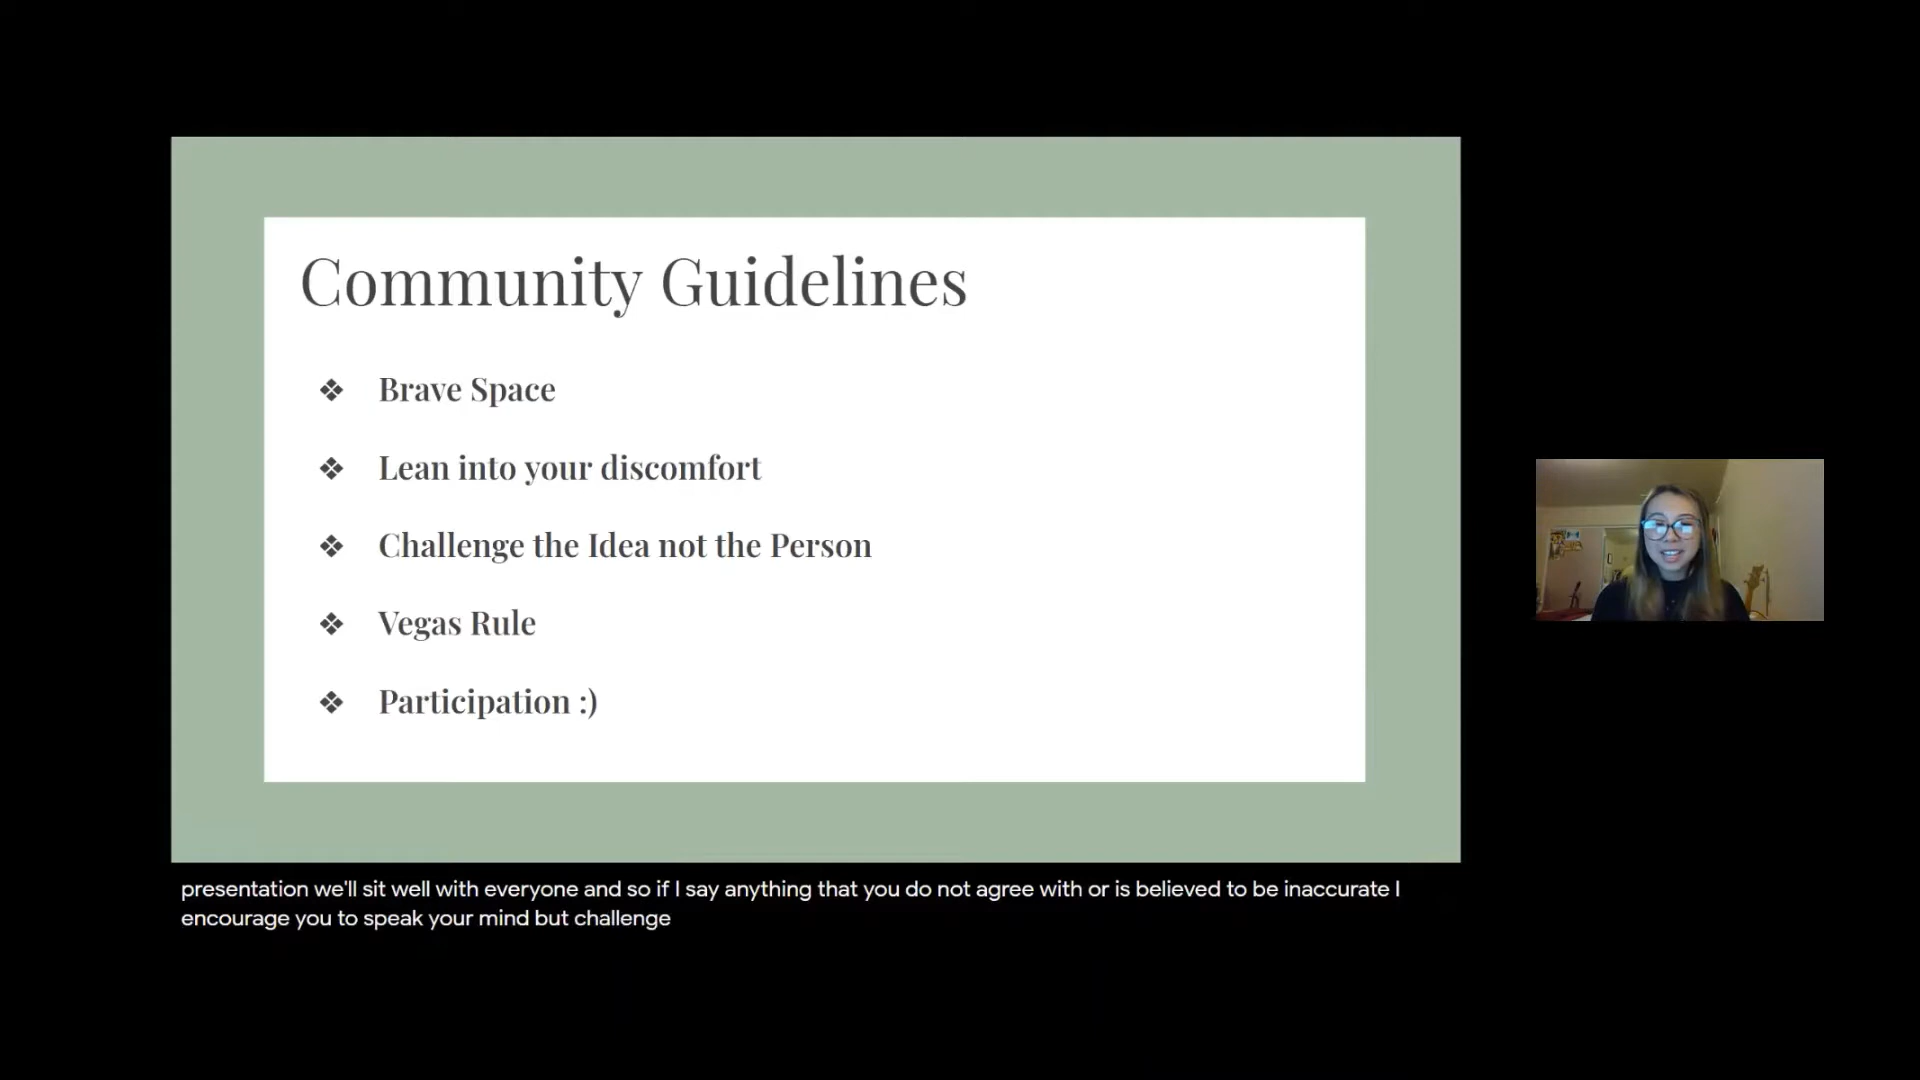 Community Guidelines
❖ Brave Space
❖ Lean into your discomfort
❖ Challenge the Idea not the Person
❖ Vegas Rule
❖ Participation :)
presentation we'll sit well with everyone and so if I say anything that you do not agree with or is believed to be inaccurate I
encourage you to speak your mind but challenge